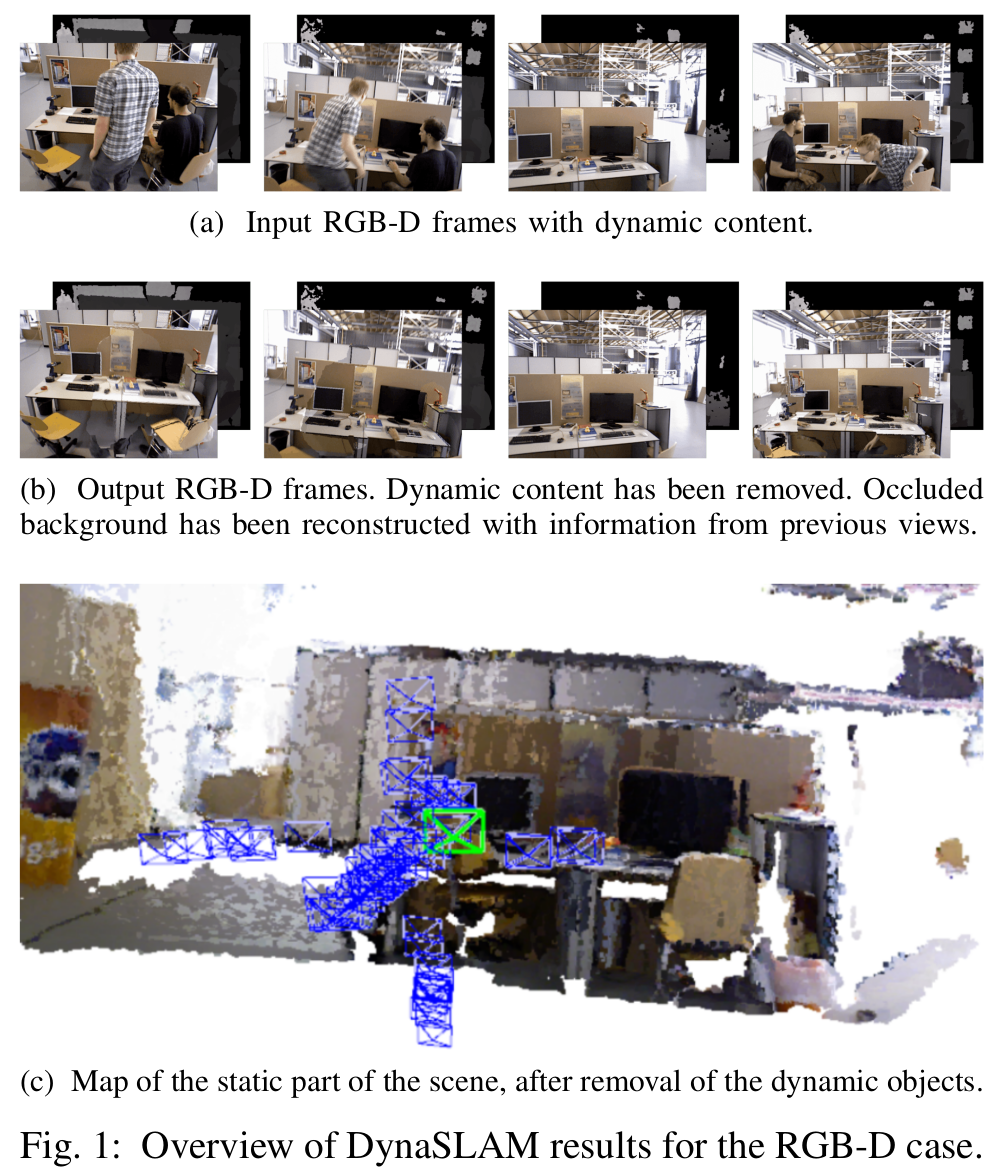 (a) Input RGB-D frames with dynamic content.
(b) Output RGB-D frames. Dynamic content has been removed. Occluded
background has been reconstructed with information from previous views.
(c) Map of the static part of the scene, after removal of the dynamic objects.
Fig. 1: Overview of DynaSLAM results for the RGB-D case.